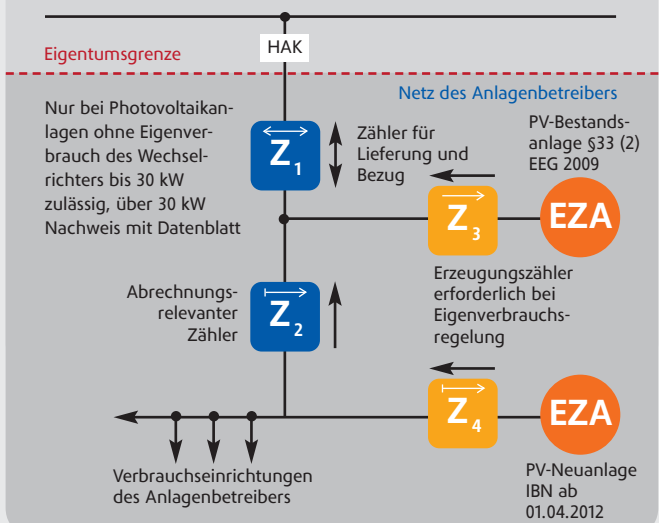 HAK
Eigentumsgrenze
Netz des Anlagenbetreibers
Nur bei Photovoltaikan-
lagen ohne Eigenver-
brauch des Wechsel-
richters bis 30 kW
zulässig, über 30 kW
Nachweis mit Datenblatt
Z1
Zähler für
Lieferung und
Bezug
PV-Bestands-
anlage §33 (2)
EEG 2009
Z3
EZA
Abrechnungs-
relevanter
Zähler
Z2
Erzeugungszähler
erforderlich bei
Eigenverbrauchs-
regelung
Z4
EZA
Verbrauchseinrichtungen
des Anlagenbetreibers
PV-Neuanlage
IBN ab
01.04.2012